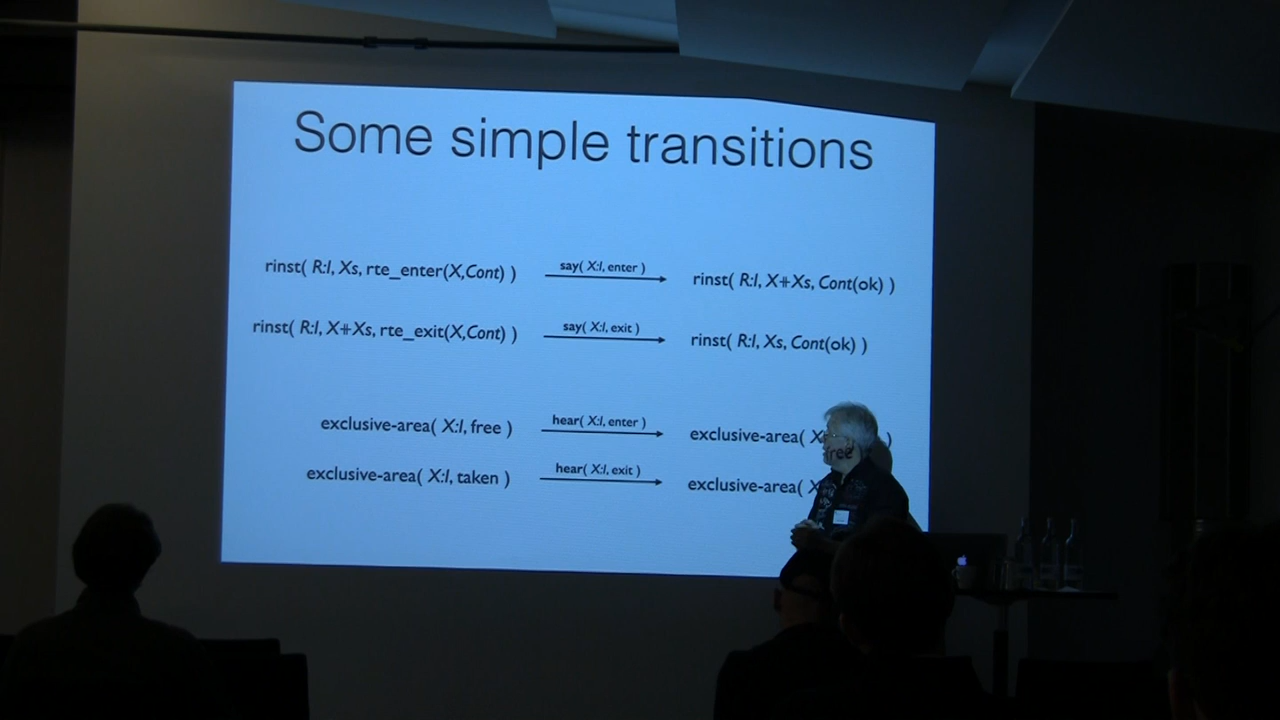 Some simple transitions
rinst( R:I, Xs, rte_enter(X,Cont) ) say( X:I, enter ) rinst( R:I, X⧺Xs, Cont(ok) )
rinst( R:I, X⧺Xs, rte_exit(X,Cont) ) say( X:I, exit ) rinst( R:I, Xs, Cont(ok) )
exclusive-area( X:I, free ) hear( X:I, enter ) exclusive-area( X )
exclusive-area( X:I, taken ) hear( X:I, exit ) exclusive-area( X free